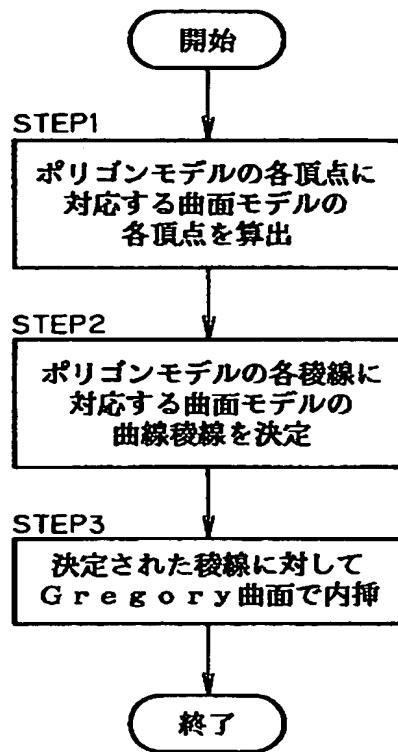 開始
STEP1
ポリゴンモデルの各頂点に
対応する曲面モデルの
各頂点を算出
STEP2
ポリゴンモデルの各稜線に
対応する曲面モデルの
曲線稜線を決定
STEP3
決定された稜線に対して
Gregory曲面で内挿
終了